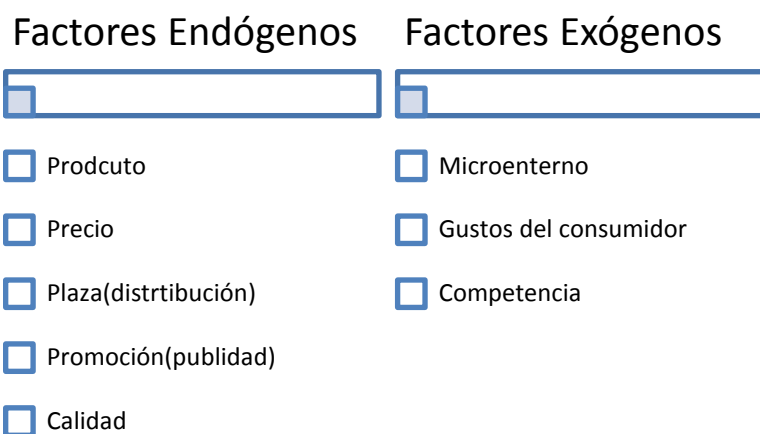 Factores Endógenos
Prodcuto
Precio
Plaza(distrtibución)
Promoción(publidad)
Calidad
Factores Exógenos
Microenterno
Gustos del consumidor
Competencia